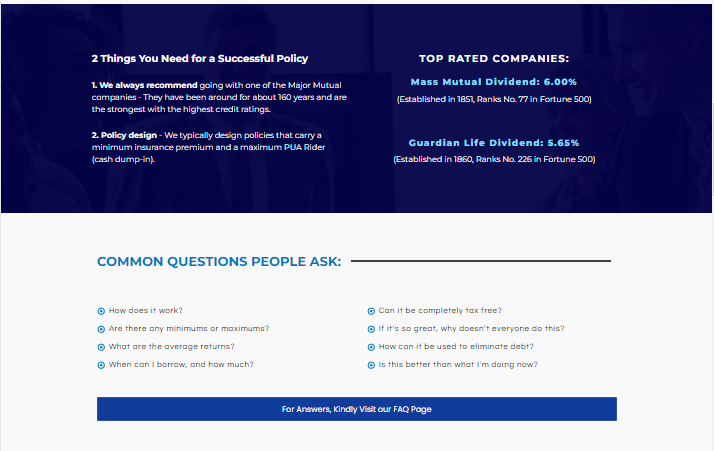 2 Things You Need for a Successful Policy
1. We always recommend going with one of the Major Mutual
companies - They have been around for about 160 years and are
the strongest with the highest credit ratings.
2. Policy design - We typically design policies that carry a
minimum insurance premium and a maximum PUA Rider
(cash dump-in).
TOP RATED COMPANIES:
Mass Mutual Dividend: 6.00%
(Established in 1851, Ranks No. 77 in Fortune 500)
Guardian Life Dividend: 5.65%
(Established in 1860, Ranks No. 226 in Fortune 500)
COMMON QUESTIONS PEOPLE ASK:
How does it work?
Are there any minimums or maximums?
What are the average returns?
When can I borrow, and how much?
Can it be completely tax free?
If it's so great, why doesn't everyone do this?
How can it be used to eliminate debt?
Is this better than what I'm doing now?
For Answers, Kindly Visit our FAQ Page